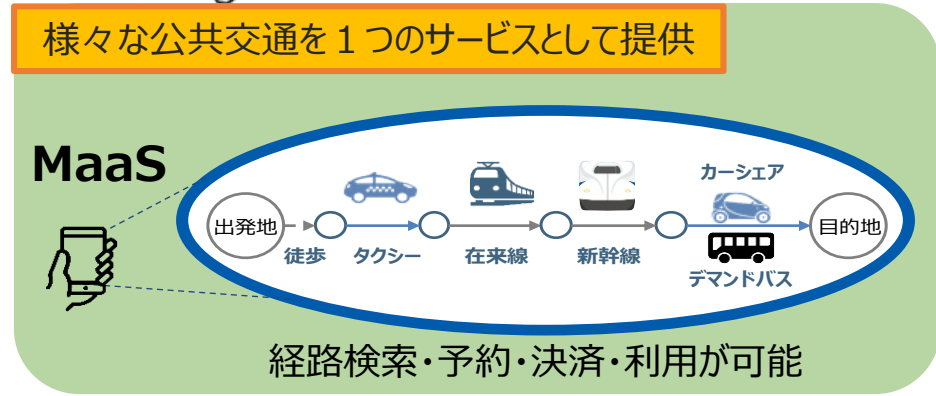 様々な公共交通を１つのサービスとして提供
MaaS
カーシェア
出発地
目的地
徒歩
タクシー
在来線
新幹線
デマンドバス
経路検索・予約・決済・利用が可能